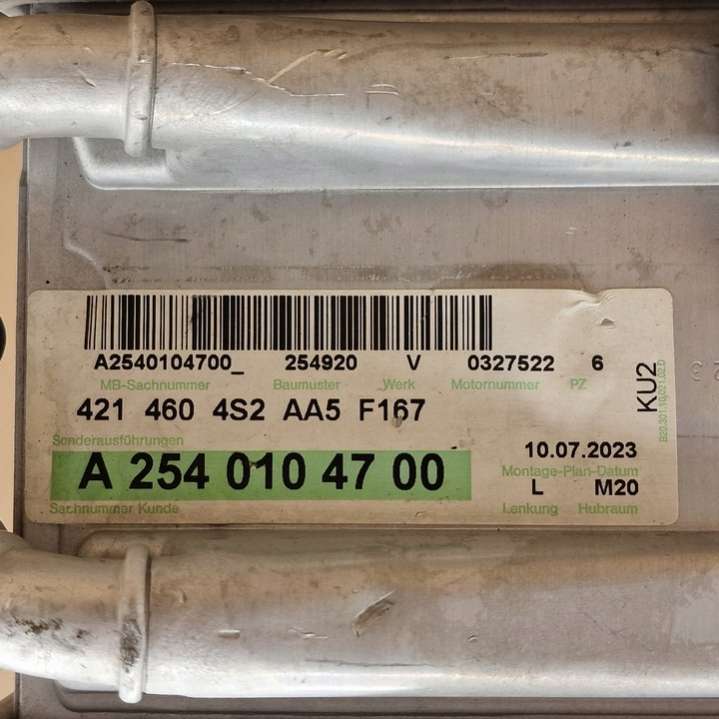 A2540104700_ 254920 V 0327522 6
MB-Sachnummer Baumuster Werk Motornummer PZ
421 460 4S2 AA5 F167
Sonderausführungen
A 254 010 47 00
Sachnummer Kunde
10.07.2023
Montage-Plan-Datum
L M20
Lenkung Hubraum
KU2